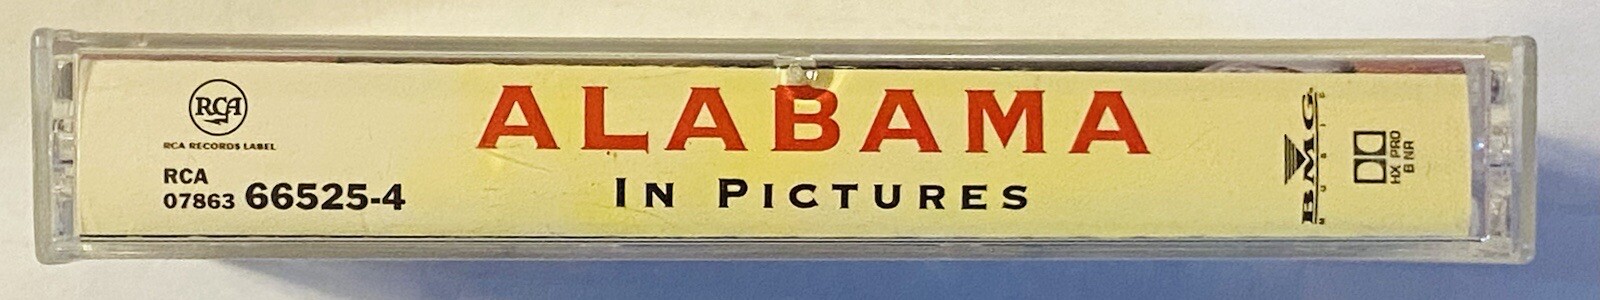 RCA
RCA RECORDS LABEL
RCA
07863 66525-4
ALABAMA
IN PICTURES
BMG
MUSIC
HX PRO
B NR